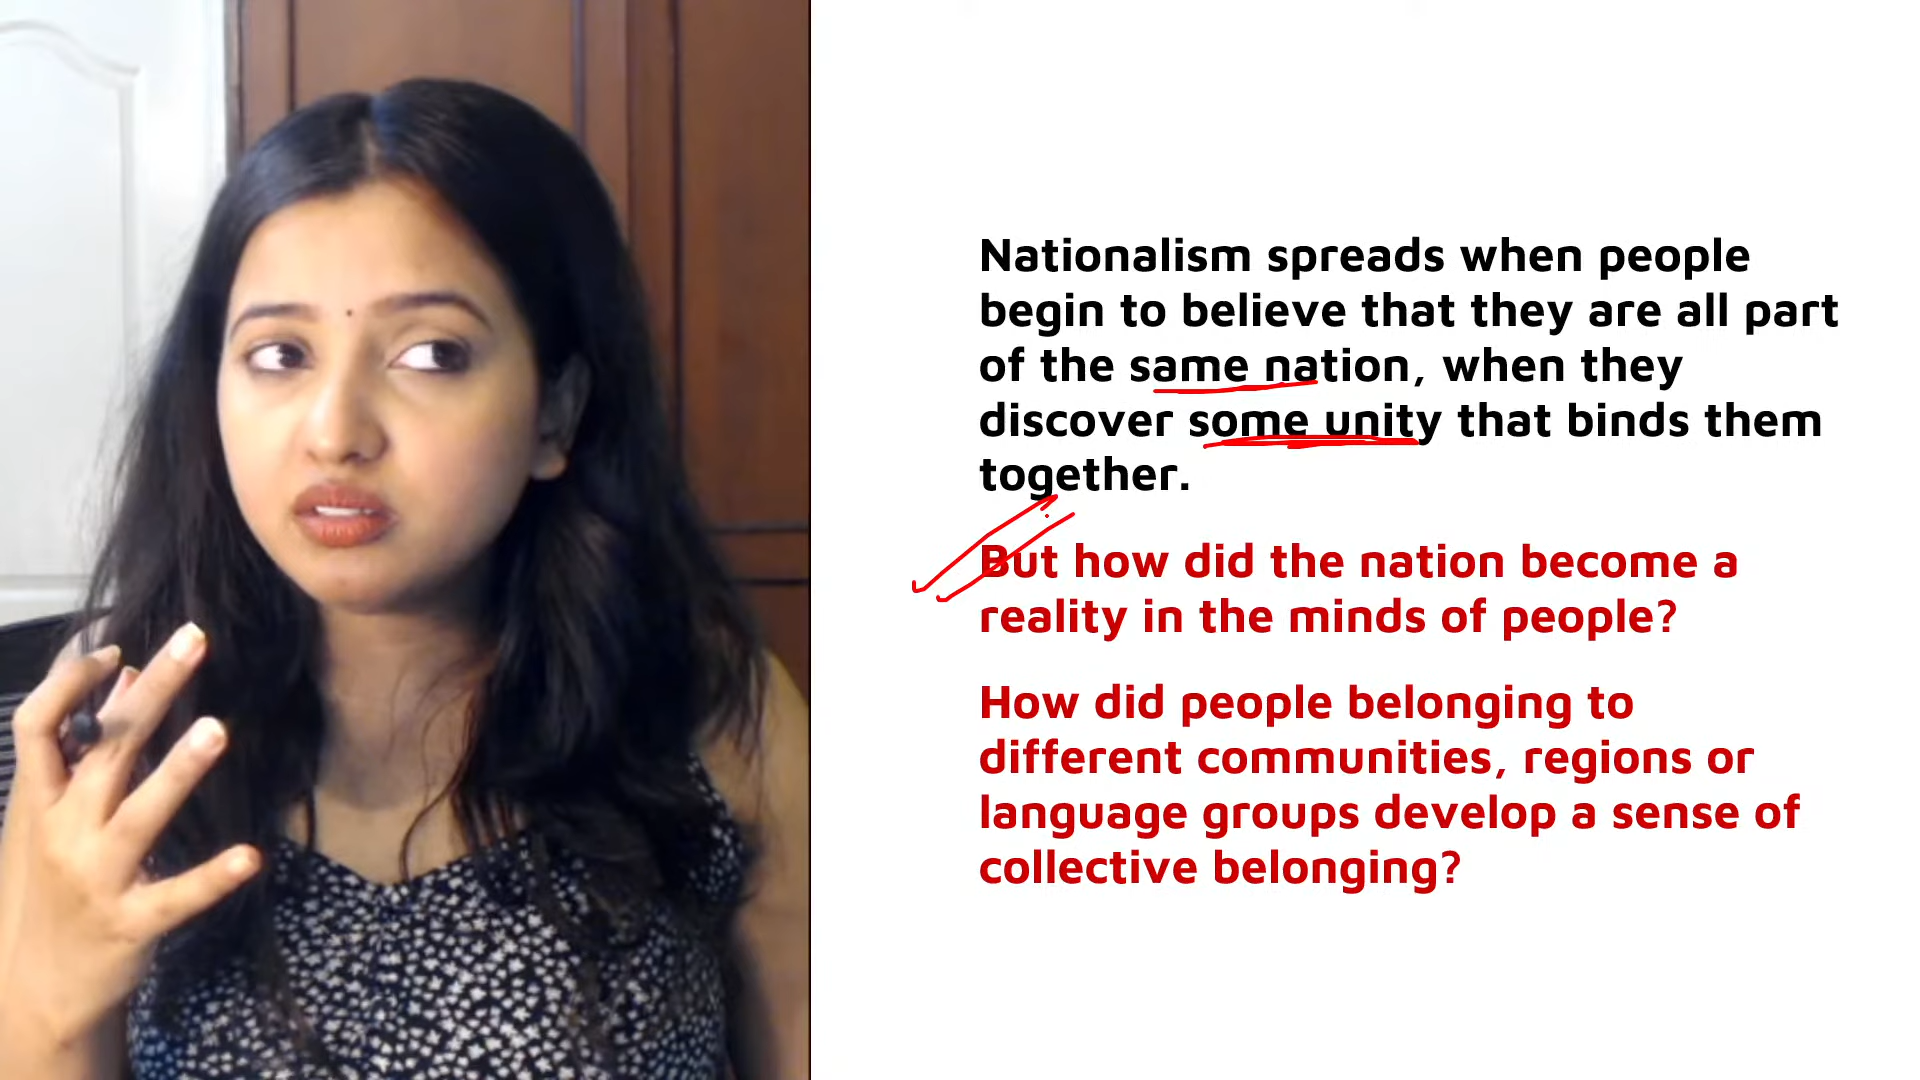 Nationalism spreads when people
begin to believe that they are all part
of the same nation, when they
discover some unity that binds them
together.
But how did the nation become a
reality in the minds of people?
How did people belonging to
different communities, regions or
language groups develop a sense of
collective belonging?